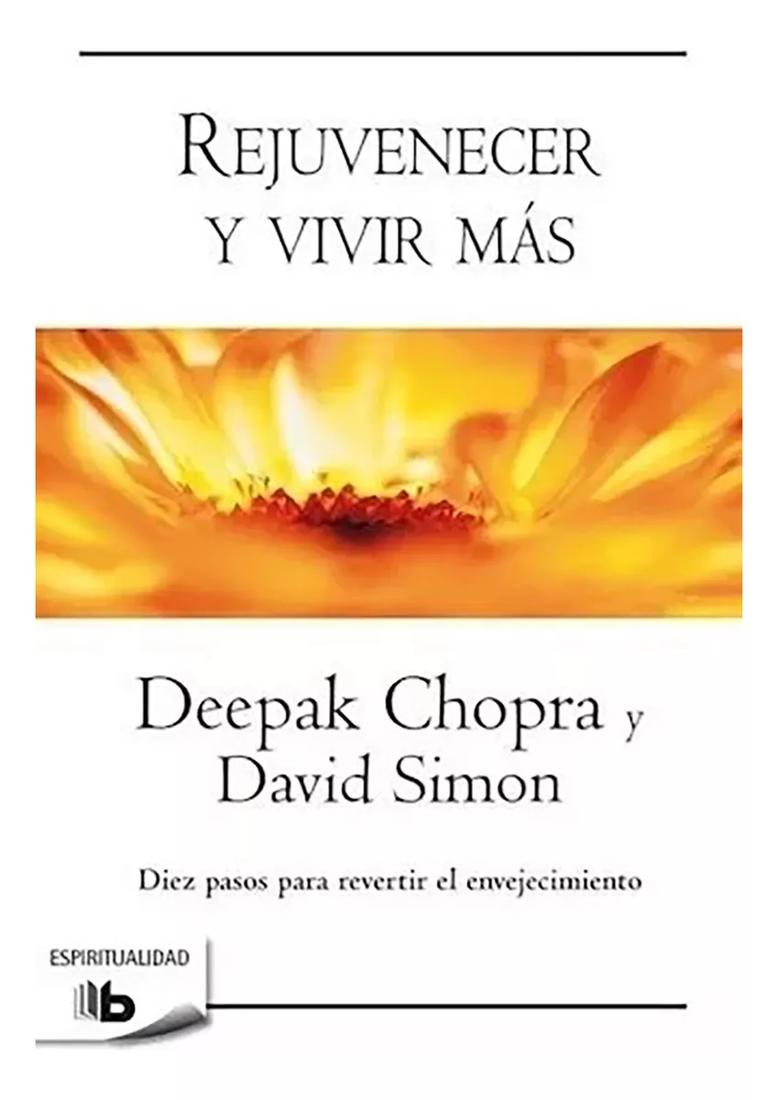 REJUVENECER
Y VIVIR MÁS
Deepak Chopra y
David Simon
Diez pasos para revertir el envejecimiento
ESPIRITUALIDAD
b